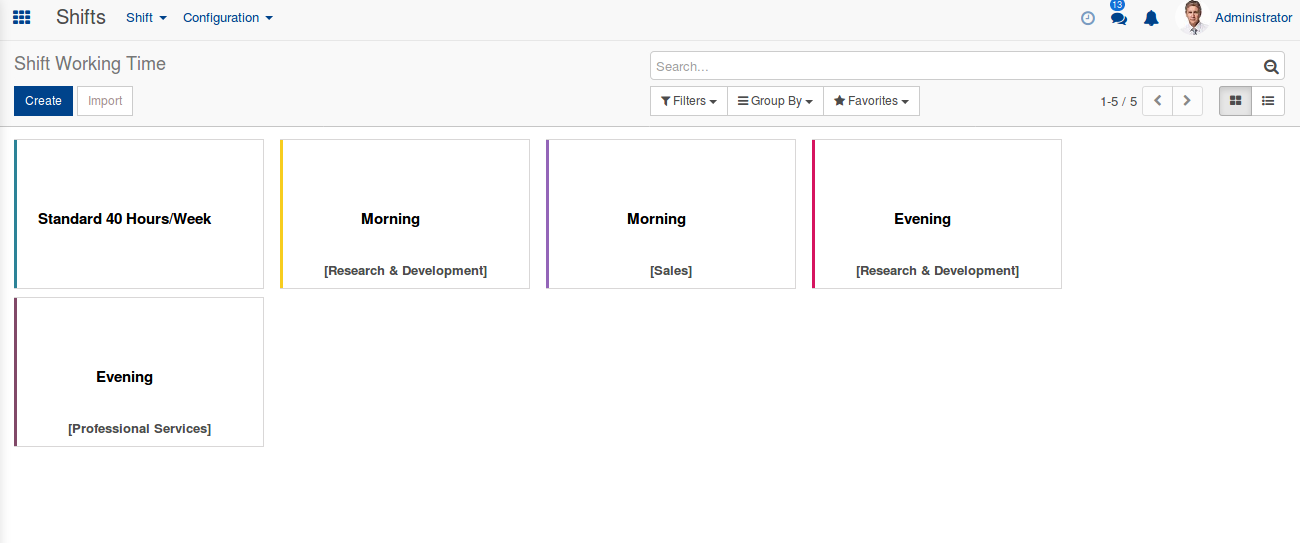 Shifts Shift Configuration 13 Administrator
Shift Working Time
Search...
Create Import Filters Group By Favorites 1-5 / 5
Standard 40 Hours/Week Morning Morning Evening
[Research & Development] [Sales] [Research & Development]
Evening
[Professional Services]